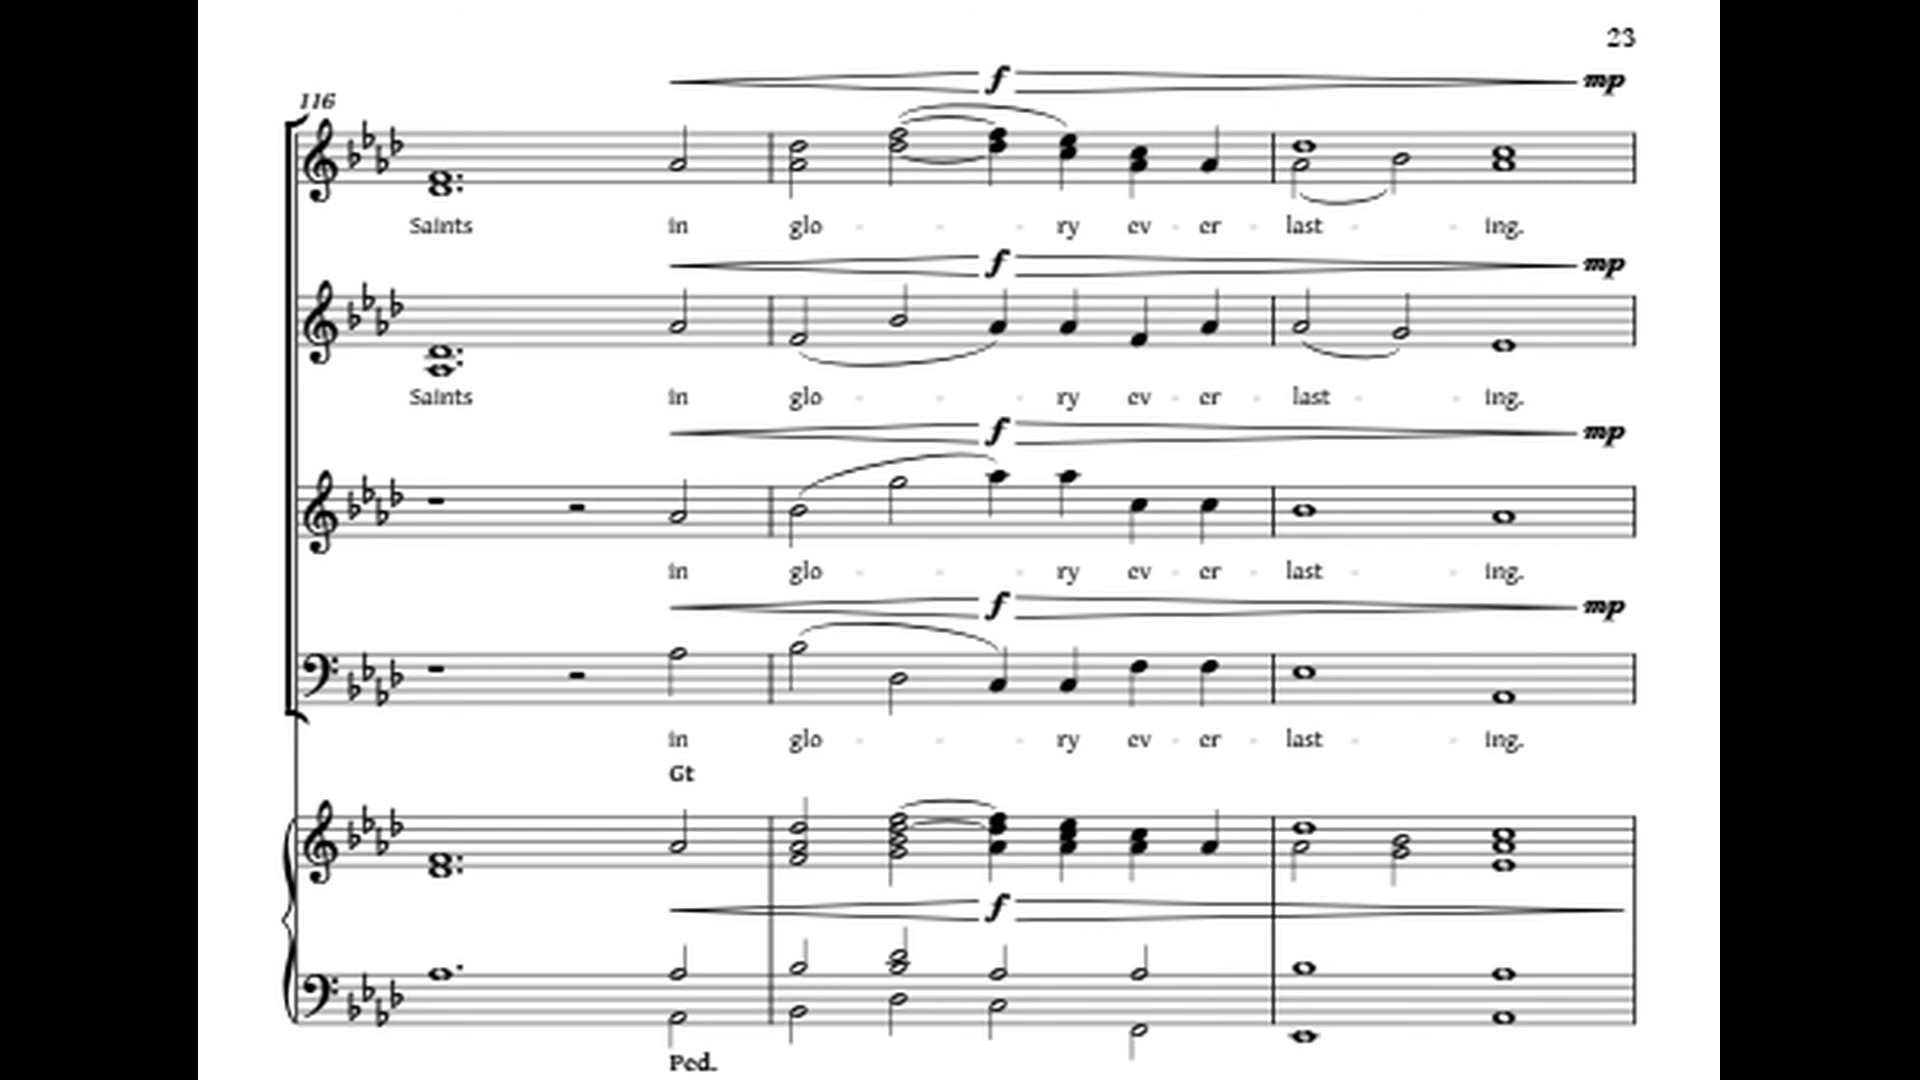 23
f mp
116
Saints in glo - - - ry ev - er - last - - ing.
f mp
Saints in glo - - - ry ev - er - last - - ing.
f mp
in glo - - - ry ev - er - last - - ing.
f mp
in glo - - - ry ev - er - last - - ing.
Gt
f
Ped.